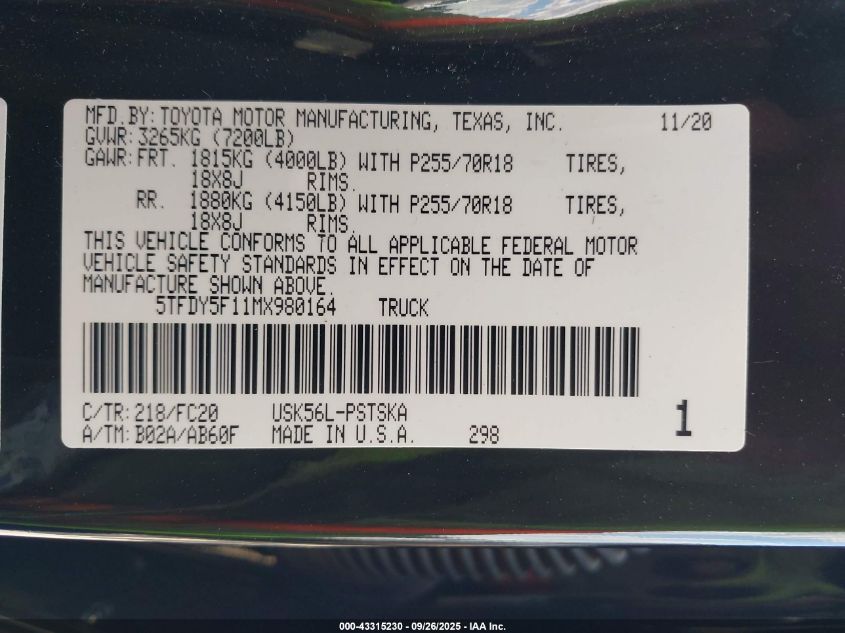 MFD.BY: TOYOTA MOTOR MANUFACTURING, TEXAS, INC. 11/20
GVWR: 3265KG (7200LB)
GAWR: FRT. 1815KG (4000LB) WITH P255/70R18 TIRES,
18X8J RIMS.
RR. 1880KG (4150LB) WITH P255/70R18 TIRES,
18X8J RIMS.
THIS VEHICLE CONFORMS TO ALL APPLICABLE FEDERAL MOTOR
VEHICLE SAFETY STANDARDS IN EFFECT ON THE DATE OF
MANUFACTURE SHOWN ABOVE.
5TFDY5F11MX980164 TRUCK
C/TR: 218/FC20 USK56L-PSTSKA
A/TM: B02A/AB60F MADE IN U.S.A. 298 1
000-43315230 - 09/26/2025 - IAA Inc.